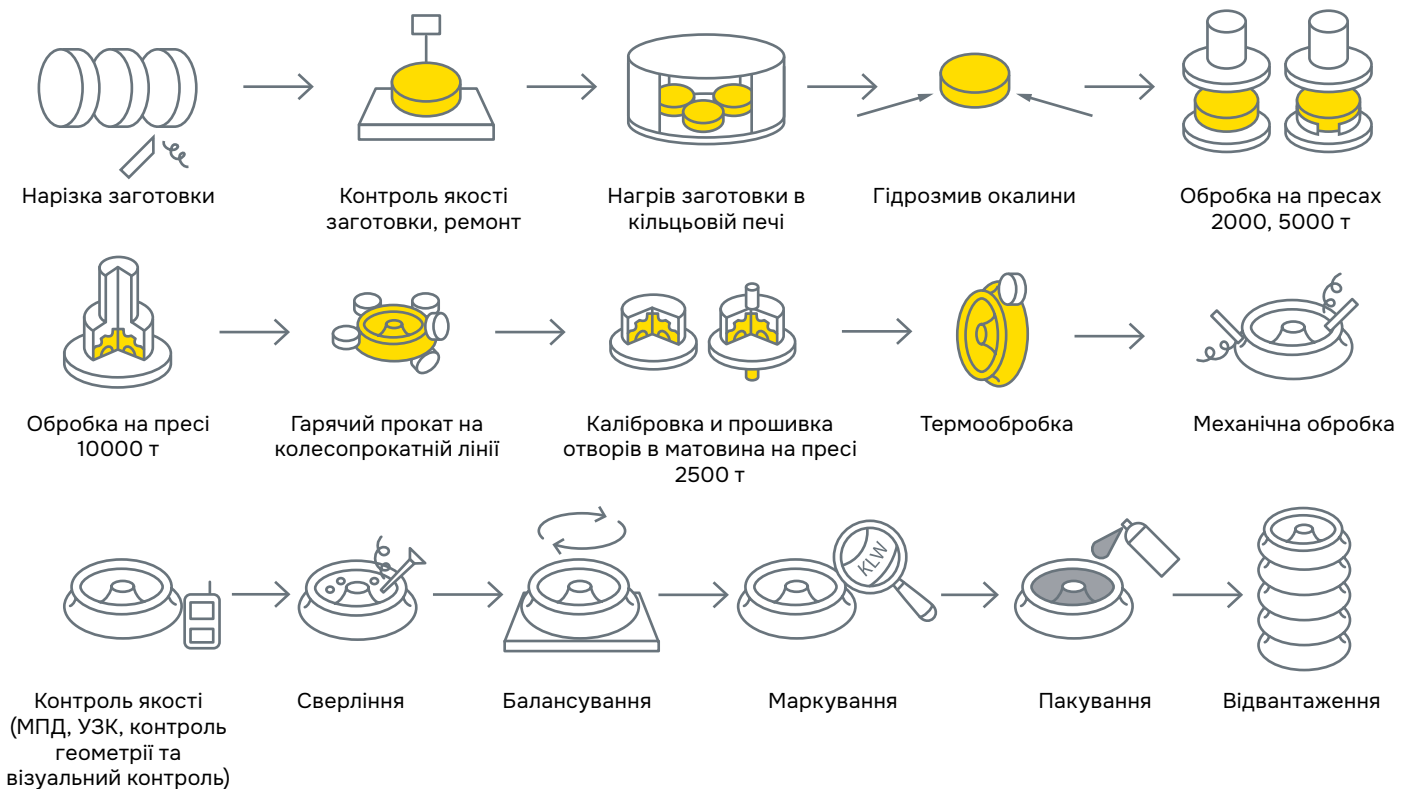 Нарізка заготовки
Контроль якості
заготовки, ремонт
Нагрів заготовки в
кільцьовій печі
Гідрозмив окалини
Обробка на пресах
2000, 5000 т
Обробка на пресі
10000 т
Гарячий прокат на
колесопрокатній лінії
Калібровка и прошивка
отворів в матовина на пресі
2500 т
Термообробка
Механічна обробка
KLW
Контроль якості
(МПД, УЗК, контроль
геометрії та
візуальний контроль)
Сверління
Балансування
Маркування
Пакування
Відвантаження